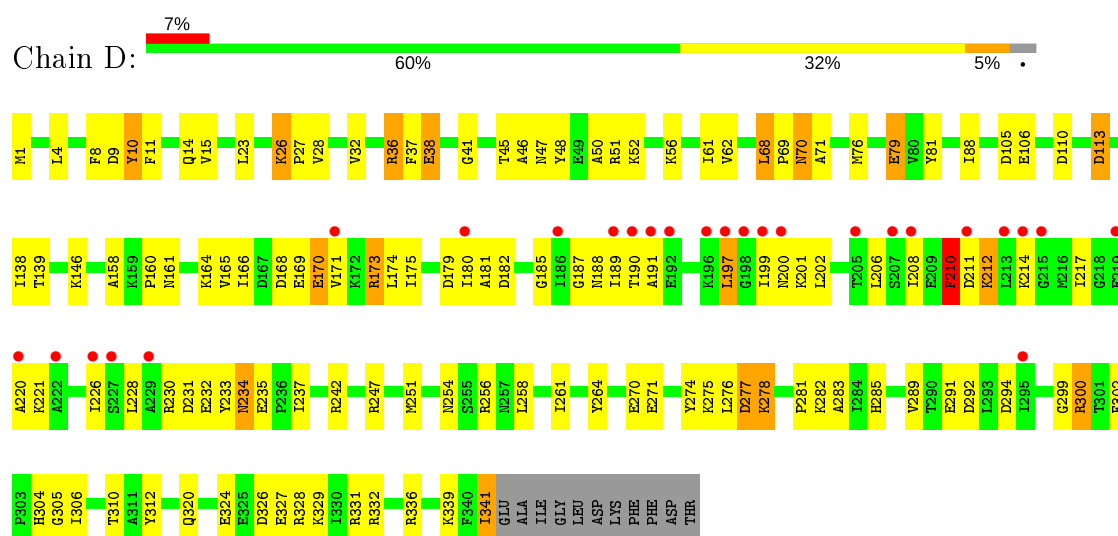 7%
Chain D:
60% 32% 5% •
M1 L4 F8 D9 Y10 F11 Q14 V15 L23 K26 P27 V28 V32 R36 F37 E38 G41 T45 A46 N47 Y48 E49 A50 R51 K52 K56 I61 V62 L68 P69 N70 A71 M76 E79 V80 Y81 I88 D105 E106 D110 D113
I138 T139 K146 A158 K159 P160 N161 K164 V165 I166 D167 D168 E169 E170 V171 K172 R173 L174 I175 D179 I180 A181 D182 G185 I186 G187 N188 I189 T190 A191 E192 K196 L197 G198 I199 N200 K201 L202 T205 L206 S207 I208 E209 F210 D211 K212 L213 K214 G215 M216 I217 G218 E219
A220 K221 A222 I226 S227 L228 A229 R230 D231 E232 Y233 N234 E235 P236 I237 R242 R247 M251 N254 S255 R256 N257 L258 I261 Y264 E270 E271 Y274 K275 L276 D277 K278 P281 K282 A283 I284 H285 V289 T290 E291 D292 L293 D294 I295 G299 R300 T301 E302
P303 H304 G305 I306 T310 A311 Y312 Q320 E324 E325 D326 E327 R328 K329 I330 R331 R332 R336 K339 F340 I341 GLU ALA ILE GLY LEU ASP LYS PHE PHE ASP THR